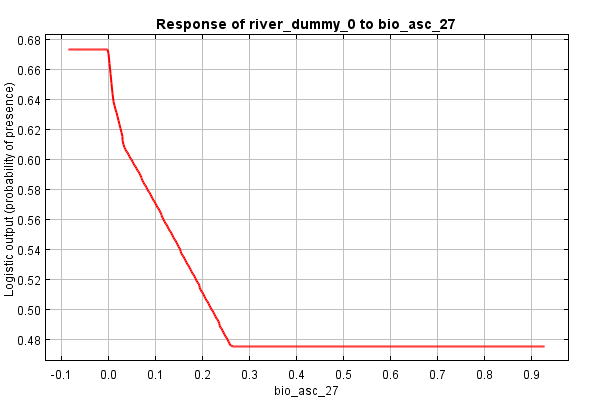 Response of river_dummy_0 to bio_asc_27
Logistic output (probability of presence)
0.68
0.66
0.64
0.62
0.60
0.58
0.56
0.54
0.52
0.50
0.48
-0.1 0.0 0.1 0.2 0.3 0.4 0.5 0.6 0.7 0.8 0.9
bio_asc_27